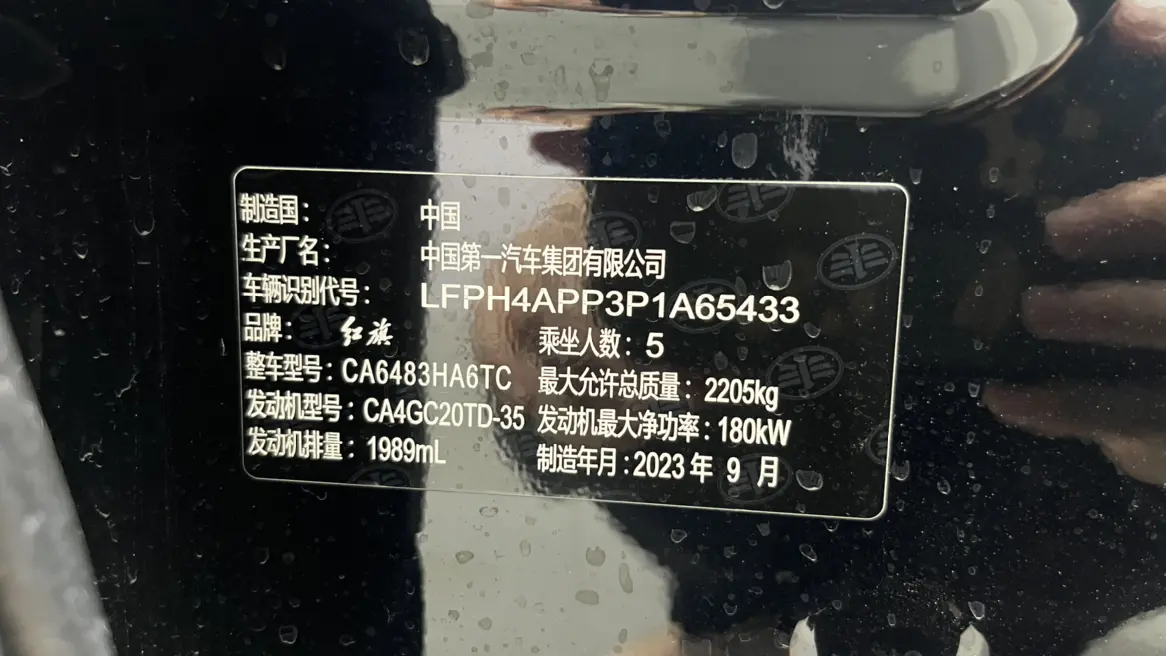 制造国： 中国
生产厂名： 中国第一汽车集团有限公司
车辆识别代号： LFPH4APP3P1A65433
品牌： 红旗 乘坐人数：5
整车型号：CA6483HA6TC 最大允许总质量：2205kg
发动机型号：CA4GC20TD-35 发动机最大净功率：180kW
发动机排量：1989mL 制造年月：2023年 9 月